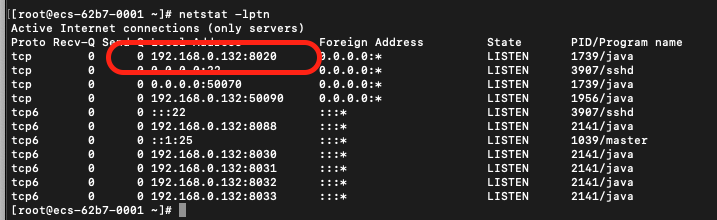 [[root@ecs-62b7-0001 ~]# netstat -lptn
Active Internet connections (only servers)
Proto Recv-Q Send-Q Local Address Foreign Address State PID/Program name
tcp 0 0 192.168.0.132:8020 0.0.0.0:* LISTEN 1739/java
tcp 0 0 0.0.0.0:22 0.0.0.0:* LISTEN 3907/sshd
tcp 0 0 0.0.0.0:50070 0.0.0.0:* LISTEN 1739/java
tcp 0 0 192.168.0.132:50090 0.0.0.0:* LISTEN 1956/java
tcp6 0 0 :::22 :::* LISTEN 3907/sshd
tcp6 0 0 192.168.0.132:8088 :::* LISTEN 2141/java
tcp6 0 0 ::1:25 :::* LISTEN 1039/master
tcp6 0 0 192.168.0.132:8030 :::* LISTEN 2141/java
tcp6 0 0 192.168.0.132:8031 :::* LISTEN 2141/java
tcp6 0 0 192.168.0.132:8032 :::* LISTEN 2141/java
tcp6 0 0 192.168.0.132:8033 :::* LISTEN 2141/java
[root@ecs-62b7-0001 ~]#